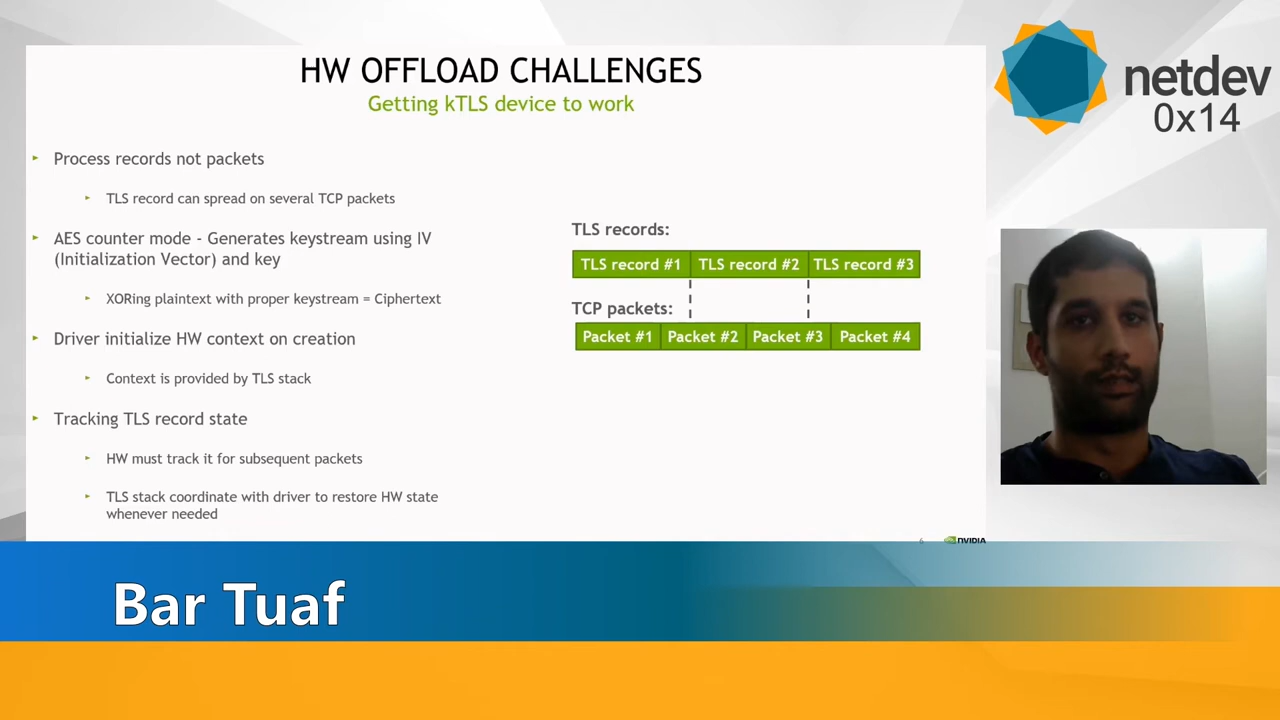 HW OFFLOAD CHALLENGES
Getting kTLS device to work
Process records not packets
TLS record can spread on several TCP packets
AES counter mode - Generates keystream using IV
(Initialization Vector) and key
XORing plaintext with proper keystream = Ciphertext
Driver initialize HW context on creation
Context is provided by TLS stack
Tracking TLS record state
HW must track it for subsequent packets
TLS stack coordinate with driver to restore HW state
whenever needed
TLS records:
TLS record #1 TLS record #2 TLS record #3
TCP packets:
Packet #1 Packet #2 Packet #3 Packet #4
6 NVIDIA
netdev
0x14
Bar Tuaf